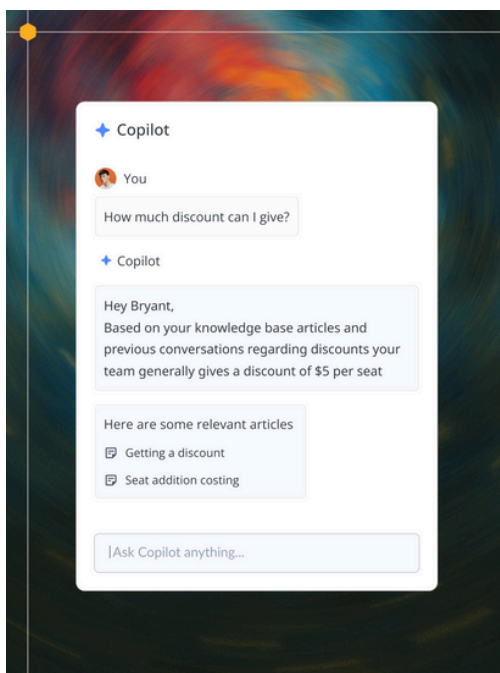 Copilot
You
How much discount can I give?
Copilot
Hey Bryant,
Based on your knowledge base articles and
previous conversations regarding discounts your
team generally gives a discount of $5 per seat
Here are some relevant articles
Getting a discount
Seat addition costing
Ask Copilot anything...